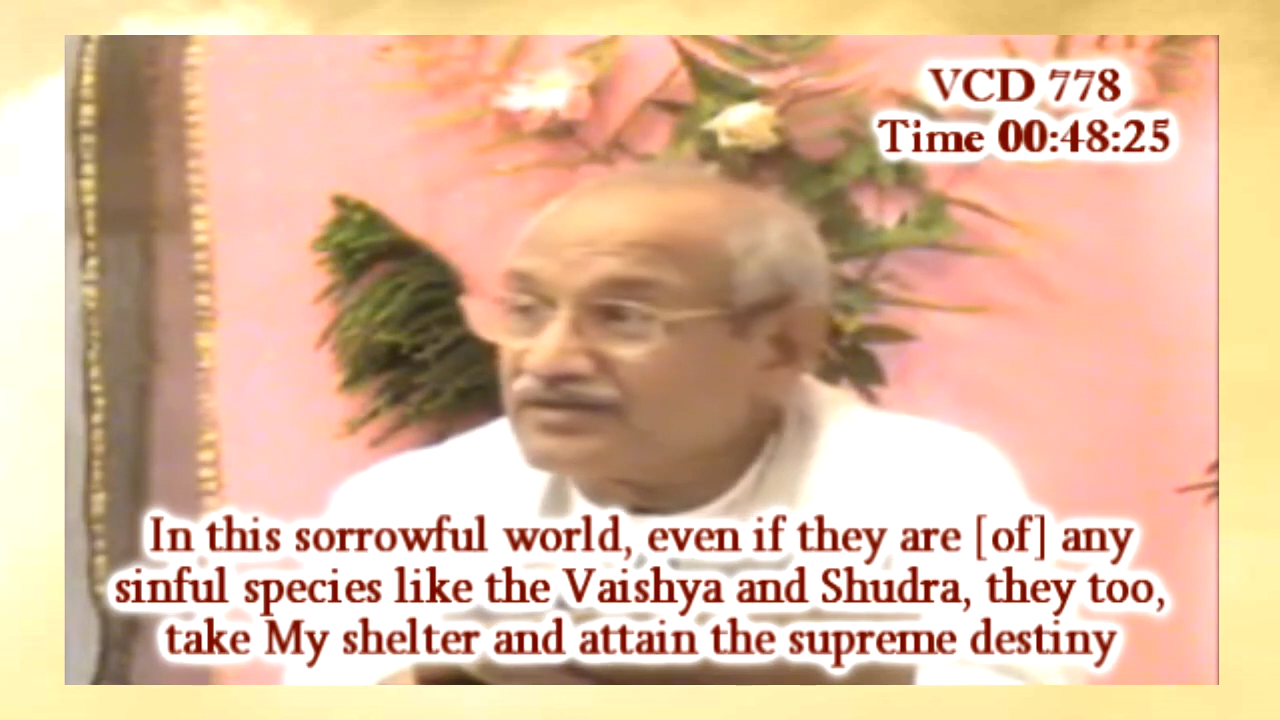 VCD 778
Time 00:48:25
In this sorrowful world, even if they are [of] any
sinful species like the Vaishya and Shudra, they too,
take My shelter and attain the supreme destiny